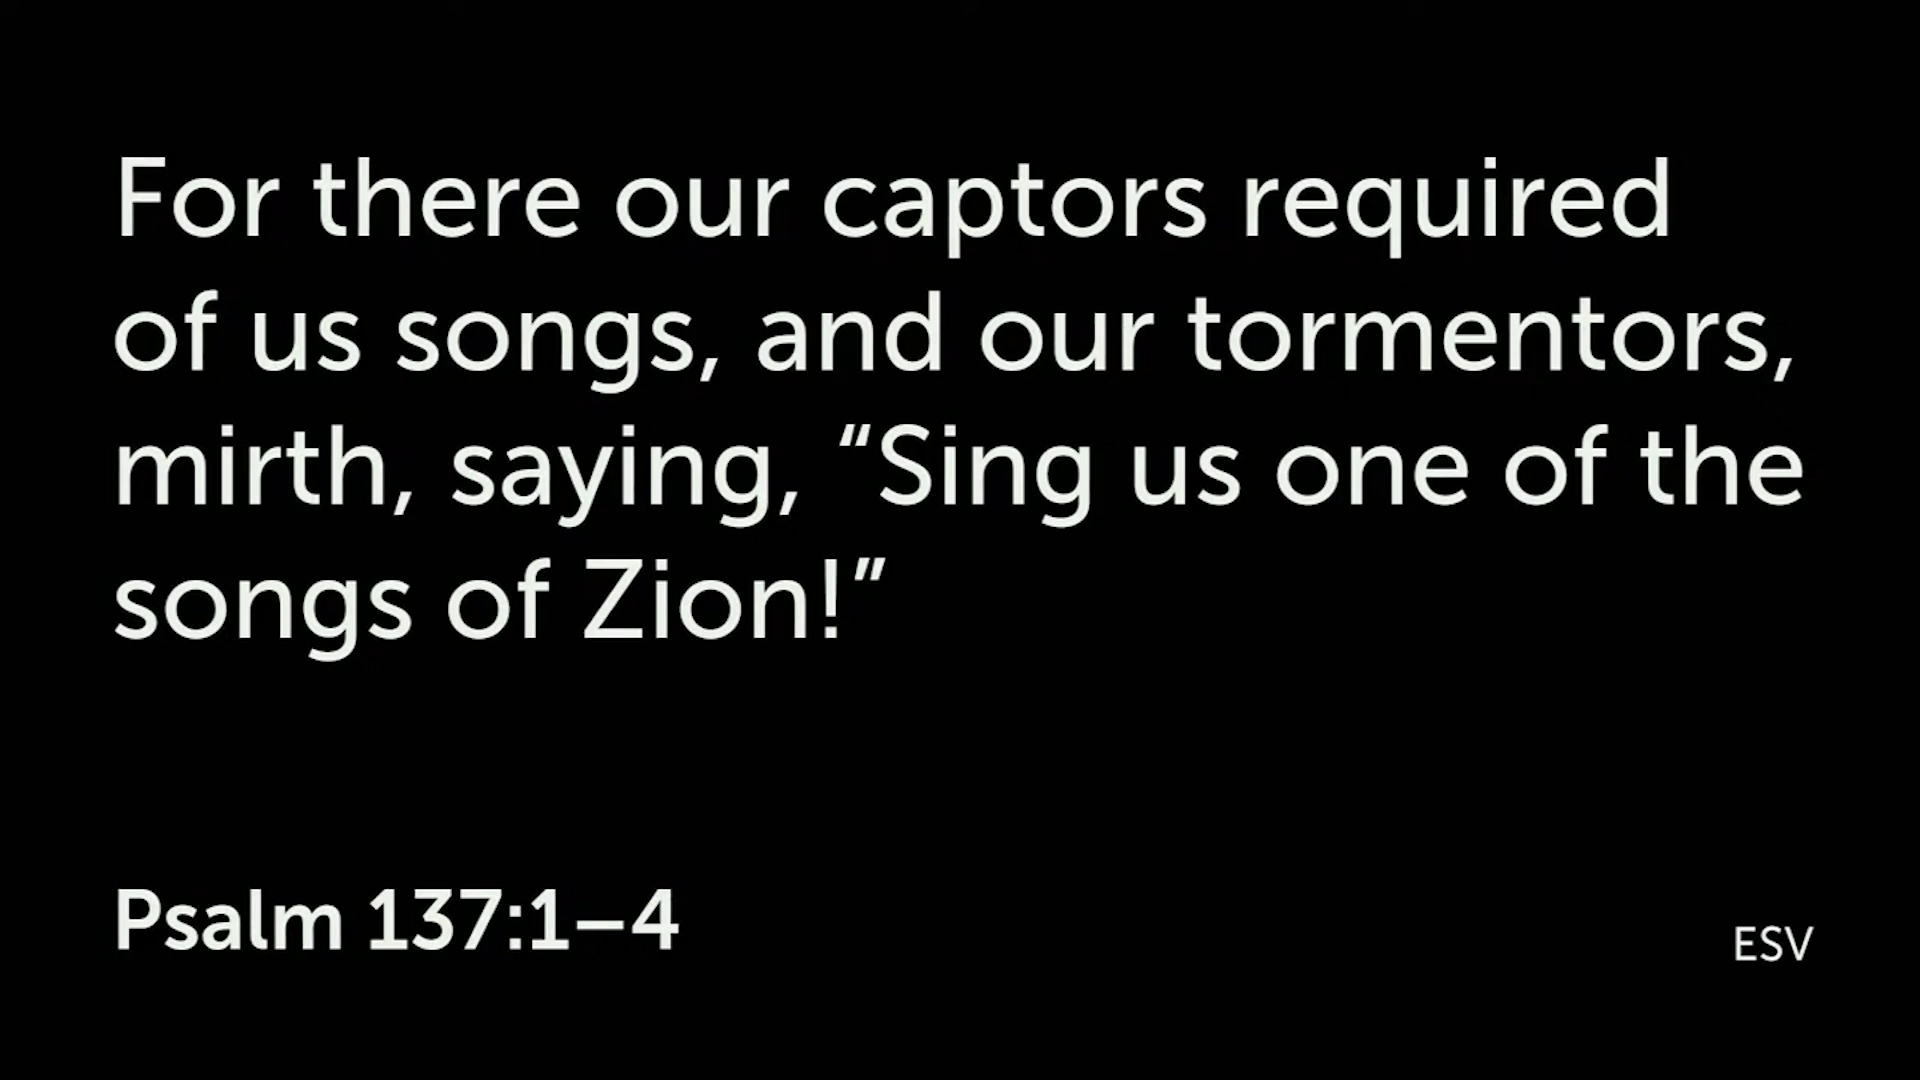 For there our captors required
of us songs, and our tormentors,
mirth, saying, “Sing us one of the
songs of Zion!”
Psalm 137:1–4
ESV